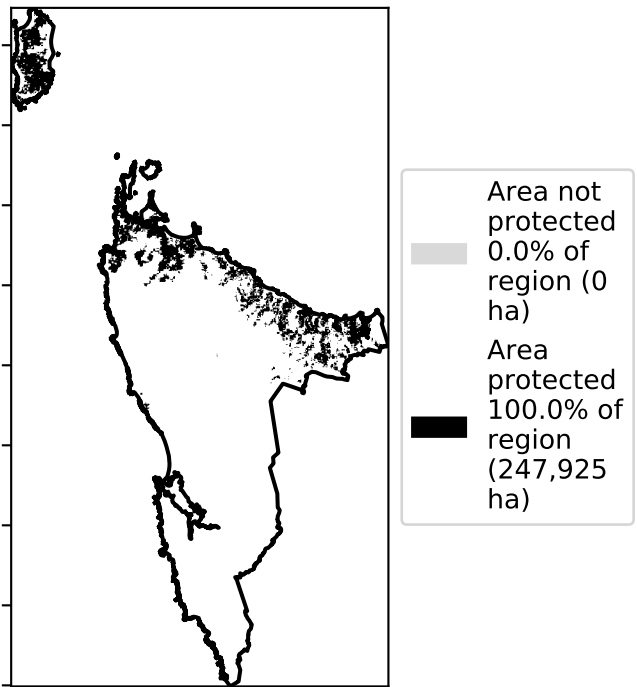 Area not
protected
0.0% of
region (0
ha)
Area
protected
100.0% of
region
(247,925
ha)